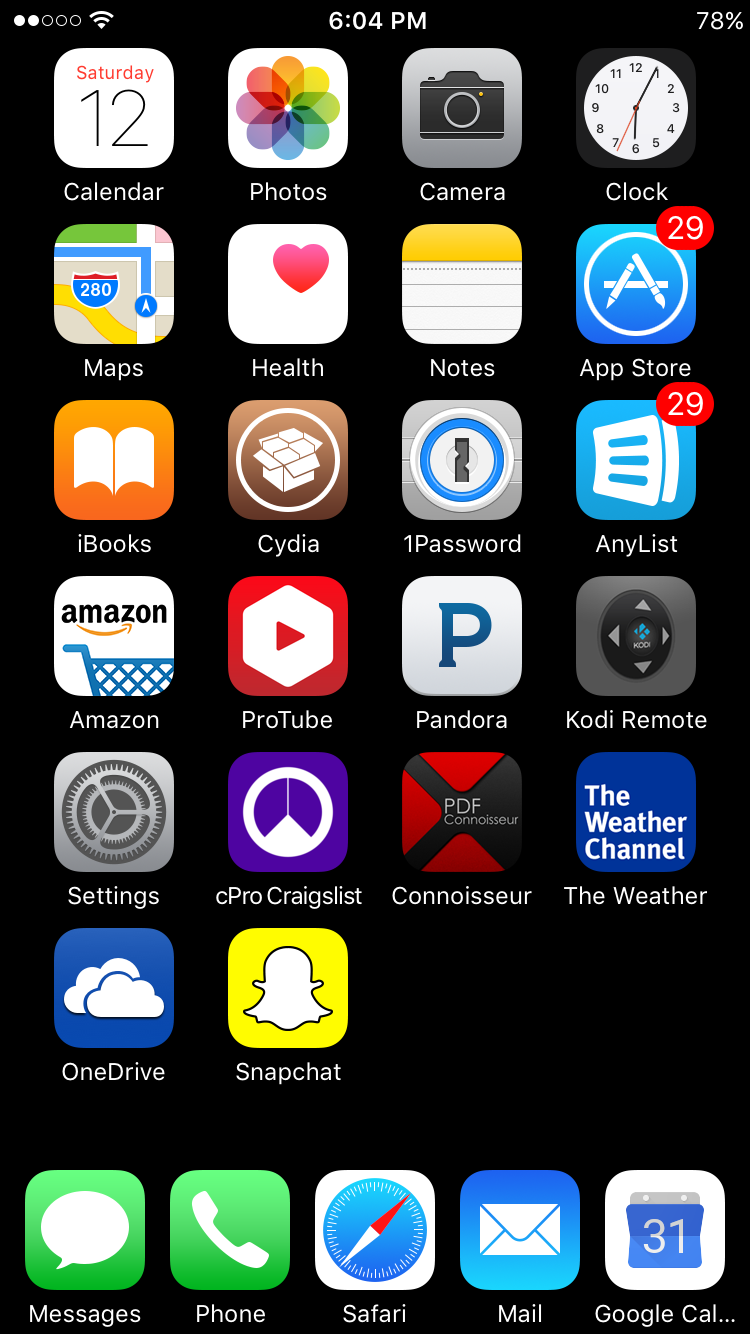 6:04 PM 78%
Saturday
12
Calendar
Photos
Camera
12 1 2 3 4 5 6 7 8 9 10 11
Clock
280
Maps
Health
Notes
29
App Store
iBooks
Cydia
1Password
29
AnyList
amazon
Amazon
ProTube
P
Pandora
KODI
Kodi Remote
Settings
cPro Craigslist
PDF
Connoisseur
Connoisseur
The
Weather
Channel
The Weather
OneDrive
Snapchat
Messages
Phone
Safari
Mail
31
Google Cal...